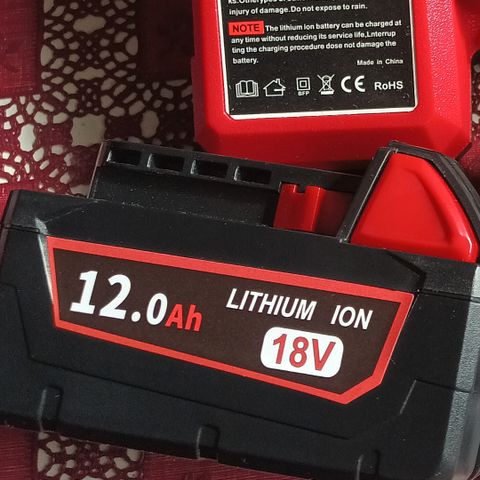 injury of damage.Do not expose to rain.
NOTE The lithium ion battery can be charged at
any time without reducing its service life,Lnterrup
ting the charging procedure dose not damage the
battery.
Made in China
BFP
CE RoHS
12.0Ah
LITHIUM ION
18V